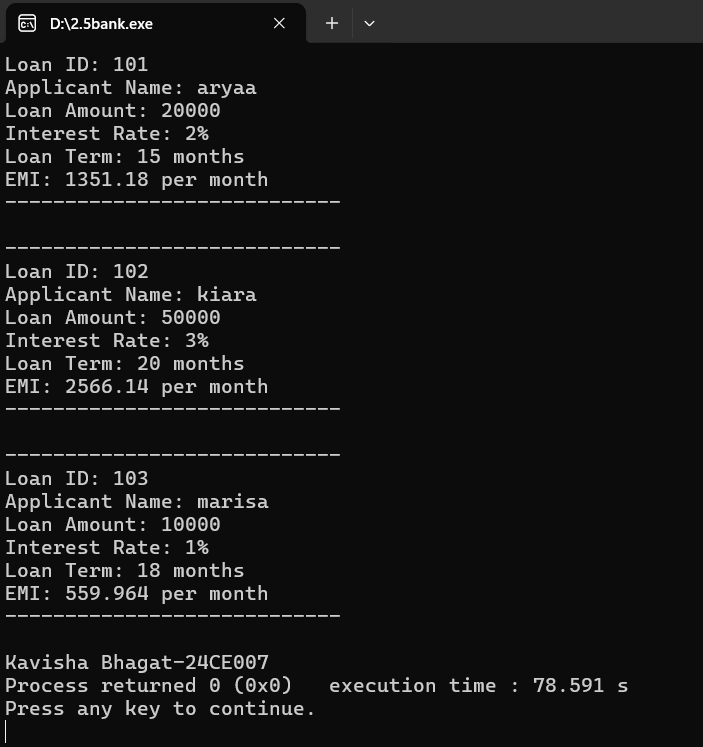 D:\2.5bank.exe
Loan ID: 101
Applicant Name: aryaa
Loan Amount: 20000
Interest Rate: 2%
Loan Term: 15 months
EMI: 1351.18 per month
----------------------------
----------------------------
Loan ID: 102
Applicant Name: kiara
Loan Amount: 50000
Interest Rate: 3%
Loan Term: 20 months
EMI: 2566.14 per month
----------------------------
----------------------------
Loan ID: 103
Applicant Name: marisa
Loan Amount: 10000
Interest Rate: 1%
Loan Term: 18 months
EMI: 559.964 per month
----------------------------
Kavisha Bhagat-24CE007
Process returned 0 (0x0)   execution time : 78.591 s
Press any key to continue.